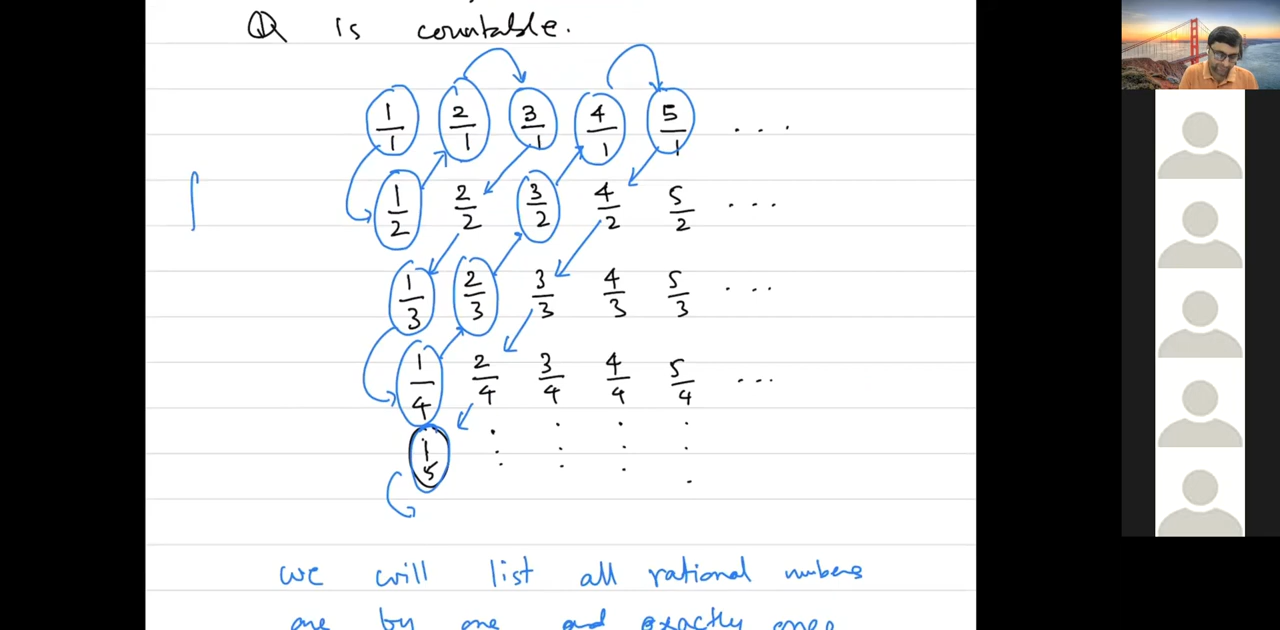 Q is countable.
1/1 2/1 3/1 4/1 5/1 ...
1/2 2/2 3/2 4/2 5/2 ...
1/3 2/3 3/3 4/3 5/3 ...
1/4 2/4 3/4 4/4 5/4 ...
1/5
we will list all rational numbers
one by one and exactly once